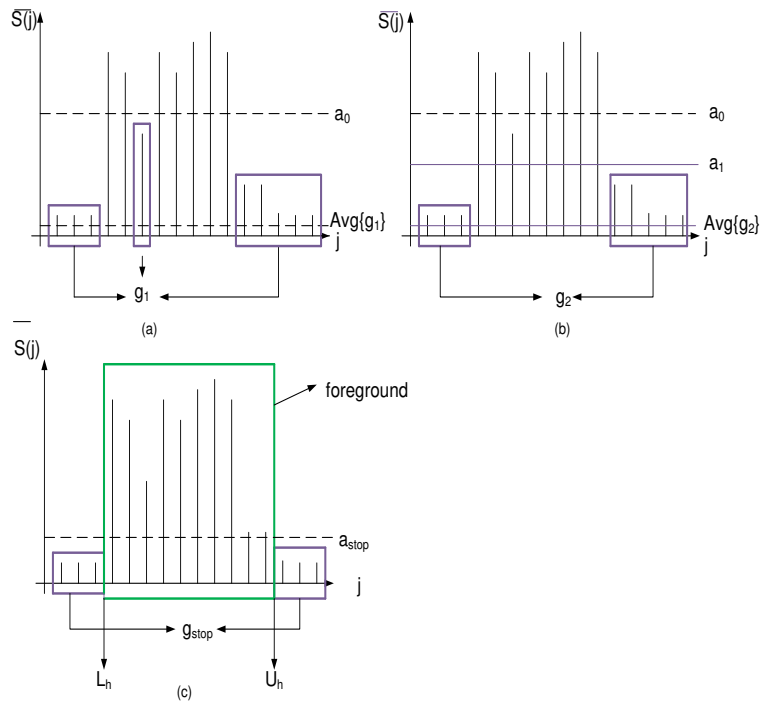 S(j)
a0
Avg{g1}
j
g1
(a)
S(j)
a0
a1
Avg{g2}
j
g2
(b)
S(j)
foreground
astop
j
gstop
Lh
Uh
(c)